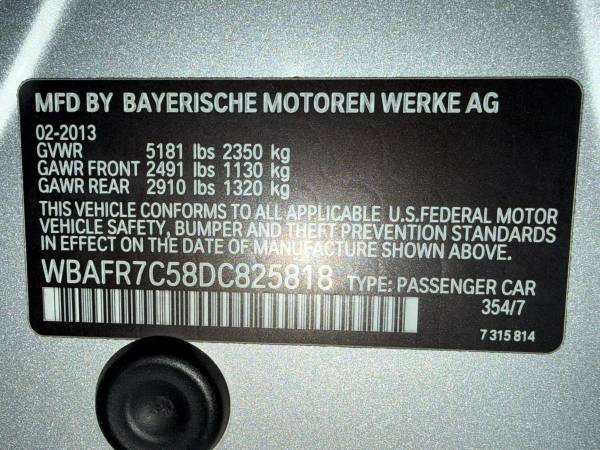 MFD BY BAYERISCHE MOTOREN WERKE AG
02-2013
GVWR 5181 lbs 2350 kg
GAWR FRONT 2491 lbs 1130 kg
GAWR REAR 2910 lbs 1320 kg
THIS VEHICLE CONFORMS TO ALL APPLICABLE U.S.FEDERAL MOTOR
VEHICLE SAFETY, BUMPER AND THEFT PREVENTION STANDARDS
IN EFFECT ON THE DATE OF MANUFACTURE SHOWN ABOVE.
WBAFR7C58DC825818 TYPE: PASSENGER CAR
354/7
7 315 814